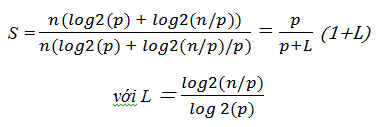 S = n(log2(p) + log2(n/p)) / n(log2(p) + log2(n/p)/p) = p / p+L (1+L)
với L = log2(n/p) / log 2(p)